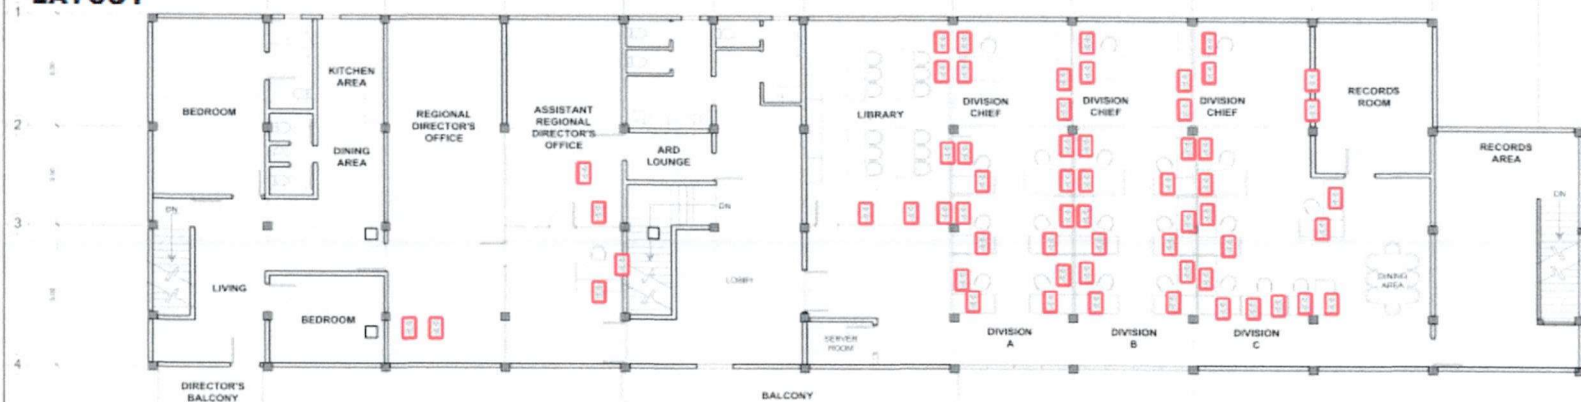 LAYOUT
1
2
3
4
BEDROOM
KITCHEN
AREA
DINING
AREA
REGIONAL
DIRECTOR'S
OFFICE
ASSISTANT
REGIONAL
DIRECTOR'S
OFFICE
ARD
LOUNGE
LIBRARY
DIVISION
CHIEF
DIVISION
CHIEF
DIVISION
CHIEF
RECORDS
ROOM
RECORDS
AREA
DN
DN
DN
LIVING
BEDROOM
LOBBY
SERVER
ROOM
DINING
AREA
DIVISION
A
DIVISION
B
DIVISION
C
DIRECTOR'S
BALCONY
BALCONY